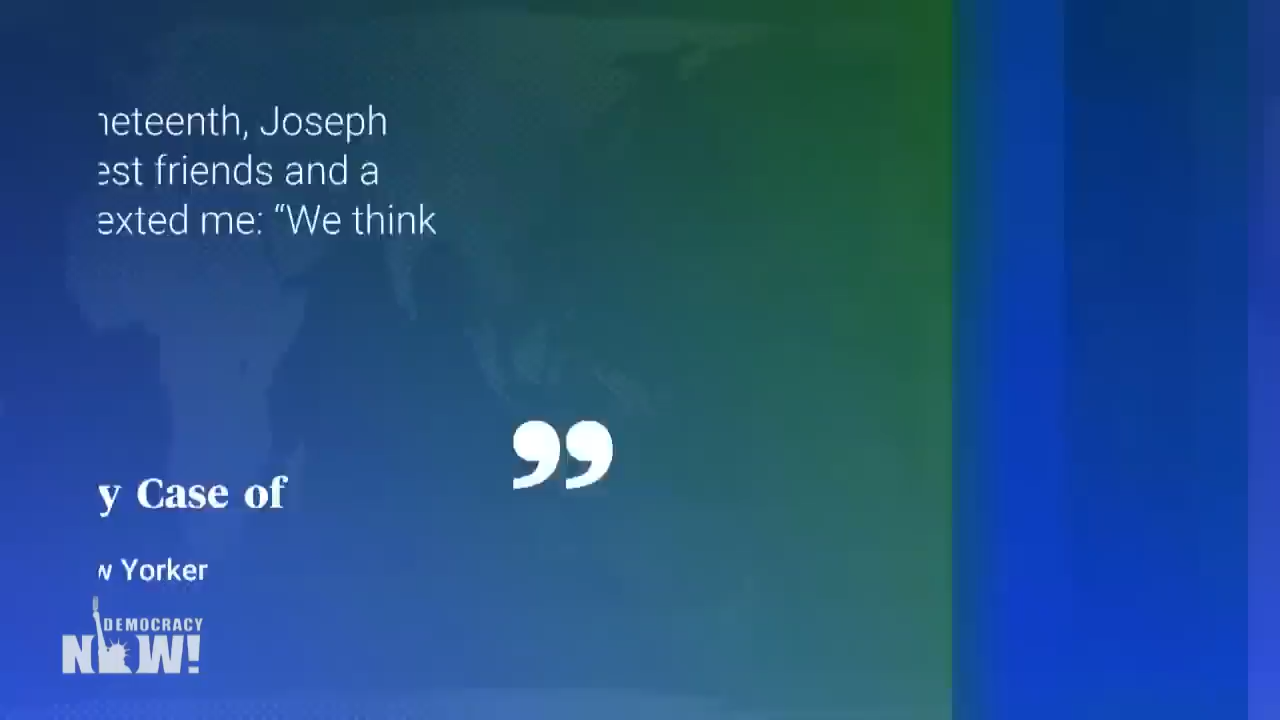 neteenth, Joseph
est friends and a
exted me: “We think
”
y Case of
w Yorker
DEMOCRACY
NOW!